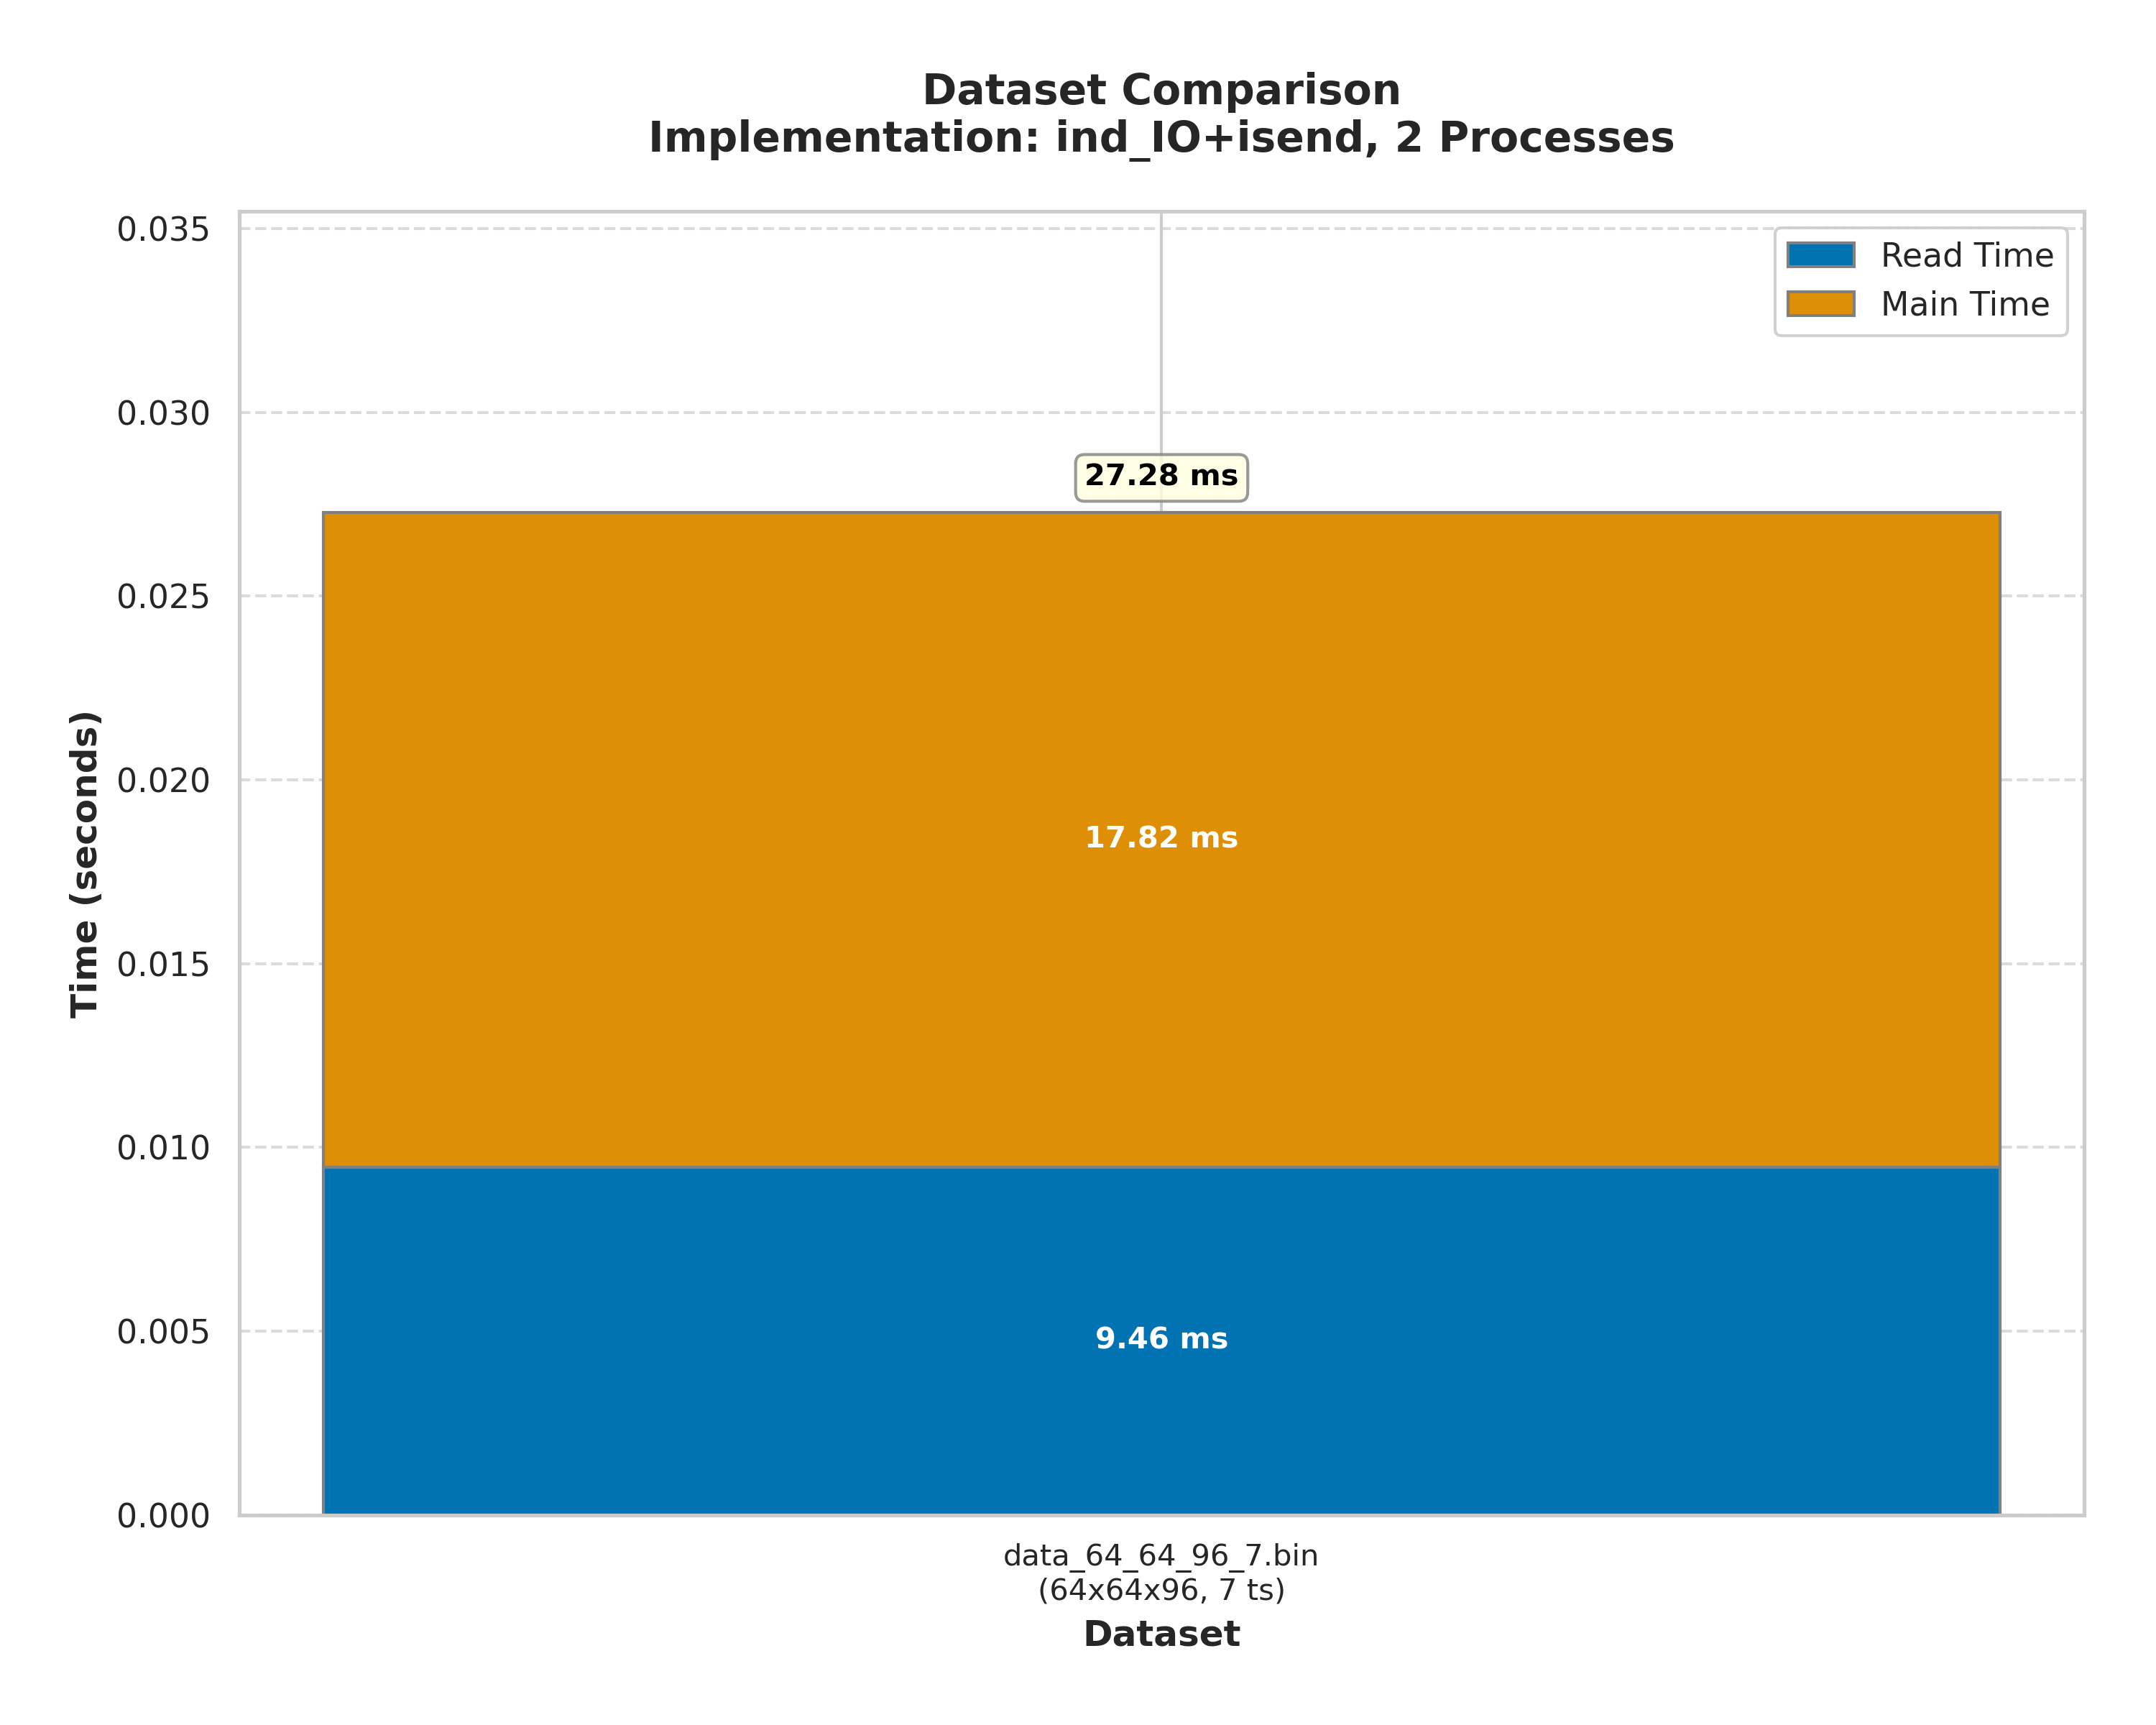 Dataset Comparison
Implementation: ind_IO+isend, 2 Processes
0.035
0.030
0.025
0.020
0.015
0.010
0.005
0.000
Time (seconds)
Read Time
Main Time
27.28 ms
17.82 ms
9.46 ms
data_64_64_96_7.bin
(64x64x96, 7 ts)
Dataset